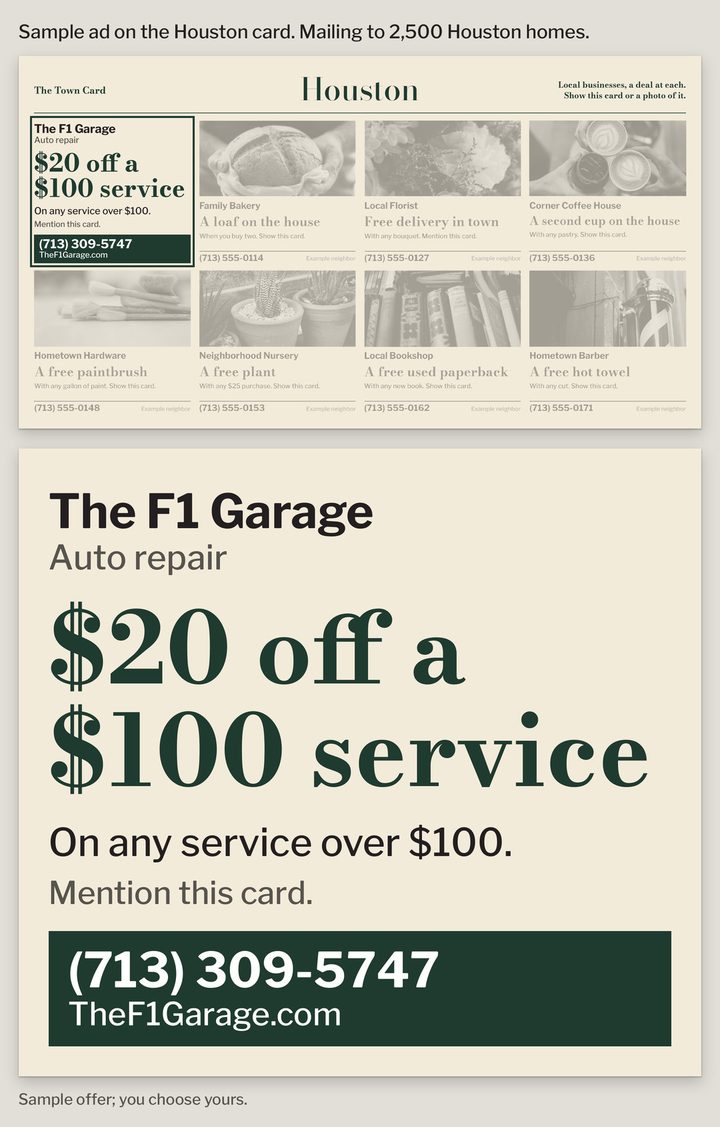 Sample ad on the Houston card. Mailing to 2,500 Houston homes.
The Town Card
Houston
Local businesses, a deal at each.
Show this card or a photo of it.
The F1 Garage
Auto repair
$20 off a
$100 service
On any service over $100.
Mention this card.
(713) 309-5747
TheF1Garage.com
Family Bakery
A loaf on the house
When you buy two. Show this card.
(713) 555-0114
Example neighbor
Local Florist
Free delivery in town
With any bouquet. Mention this card.
(713) 555-0127
Example neighbor
Corner Coffee House
A second cup on the house
With any pastry. Show this card.
(713) 555-0136
Example neighbor
Hometown Hardware
A free paintbrush
With any gallon of paint. Show this card.
(713) 555-0148
Example neighbor
Neighborhood Nursery
A free plant
With any $25 purchase. Show this card.
(713) 555-0153
Example neighbor
Local Bookshop
A free used paperback
With any new book. Show this card.
(713) 555-0162
Example neighbor
Hometown Barber
A free hot towel
With any cut. Show this card.
(713) 555-0171
Example neighbor
The F1 Garage
Auto repair
$20 off a
$100 service
On any service over $100.
Mention this card.
(713) 309-5747
TheF1Garage.com
Sample offer; you choose yours.